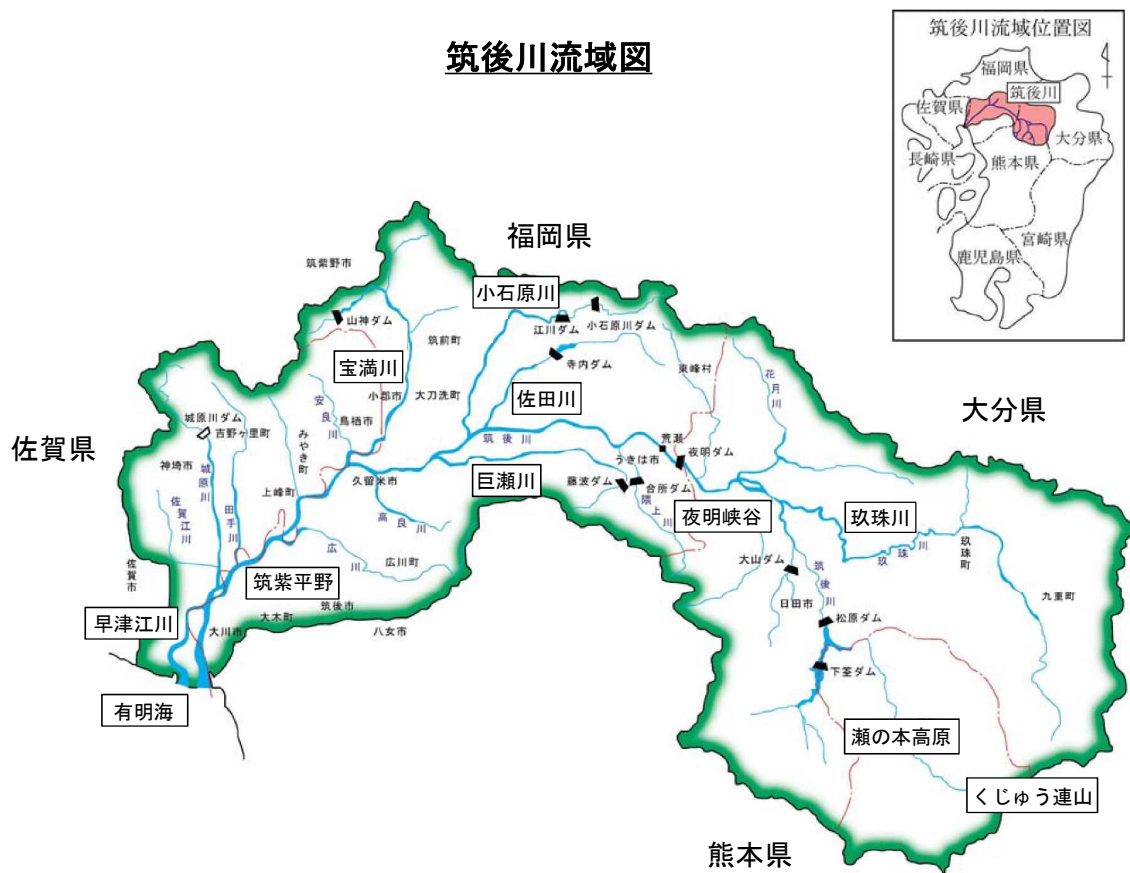 筑後川流域図
筑後川流域位置図
福岡県
筑後川
佐賀県
大分県
長崎県
熊本県
宮崎県
鹿児島県
福岡県
筑紫野市
小石原川
山神ダム
江川ダム
小石原川ダム
筑前町
寺内ダム
宝満川
東峰村
花月川
小郡市
大刀洗町
佐田川
安良川
鳥栖市
大分県
城原川ダム
吉野ヶ里町
みやき町
佐賀県
筑後川
荒瀬
夜明ダム
うきは市
神埼市
城原川
久留米市
巨瀬川
藤波ダム
合所ダム
上峰町
佐賀江川
田手川
高良川
隈上川
夜明峡谷
玖珠川
玖珠川
玖珠町
広川
広川町
大山ダム
筑後川
佐賀市
筑紫平野
九重町
日田市
筑後市
大木町
早津江川
大川市
八女市
松原ダム
下筌ダム
有明海
瀬の本高原
くじゅう連山
熊本県